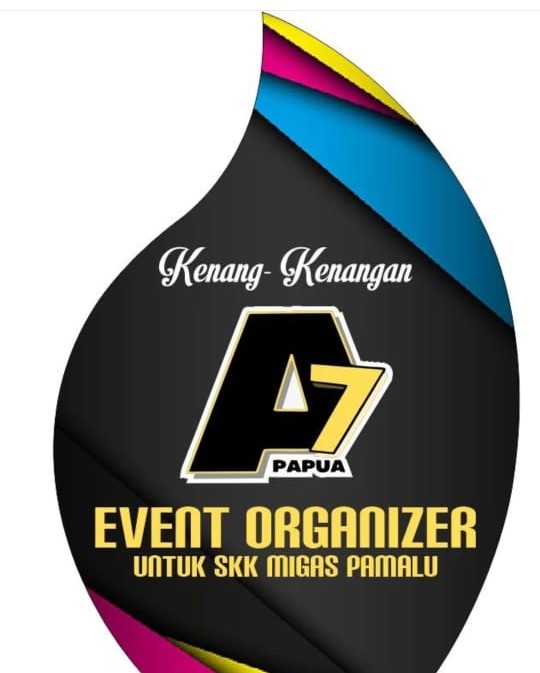 Kenang- Kenangan
A7
PAPUA
EVENT ORGANIZER
UNTUK SKK MIGAS PAMALU